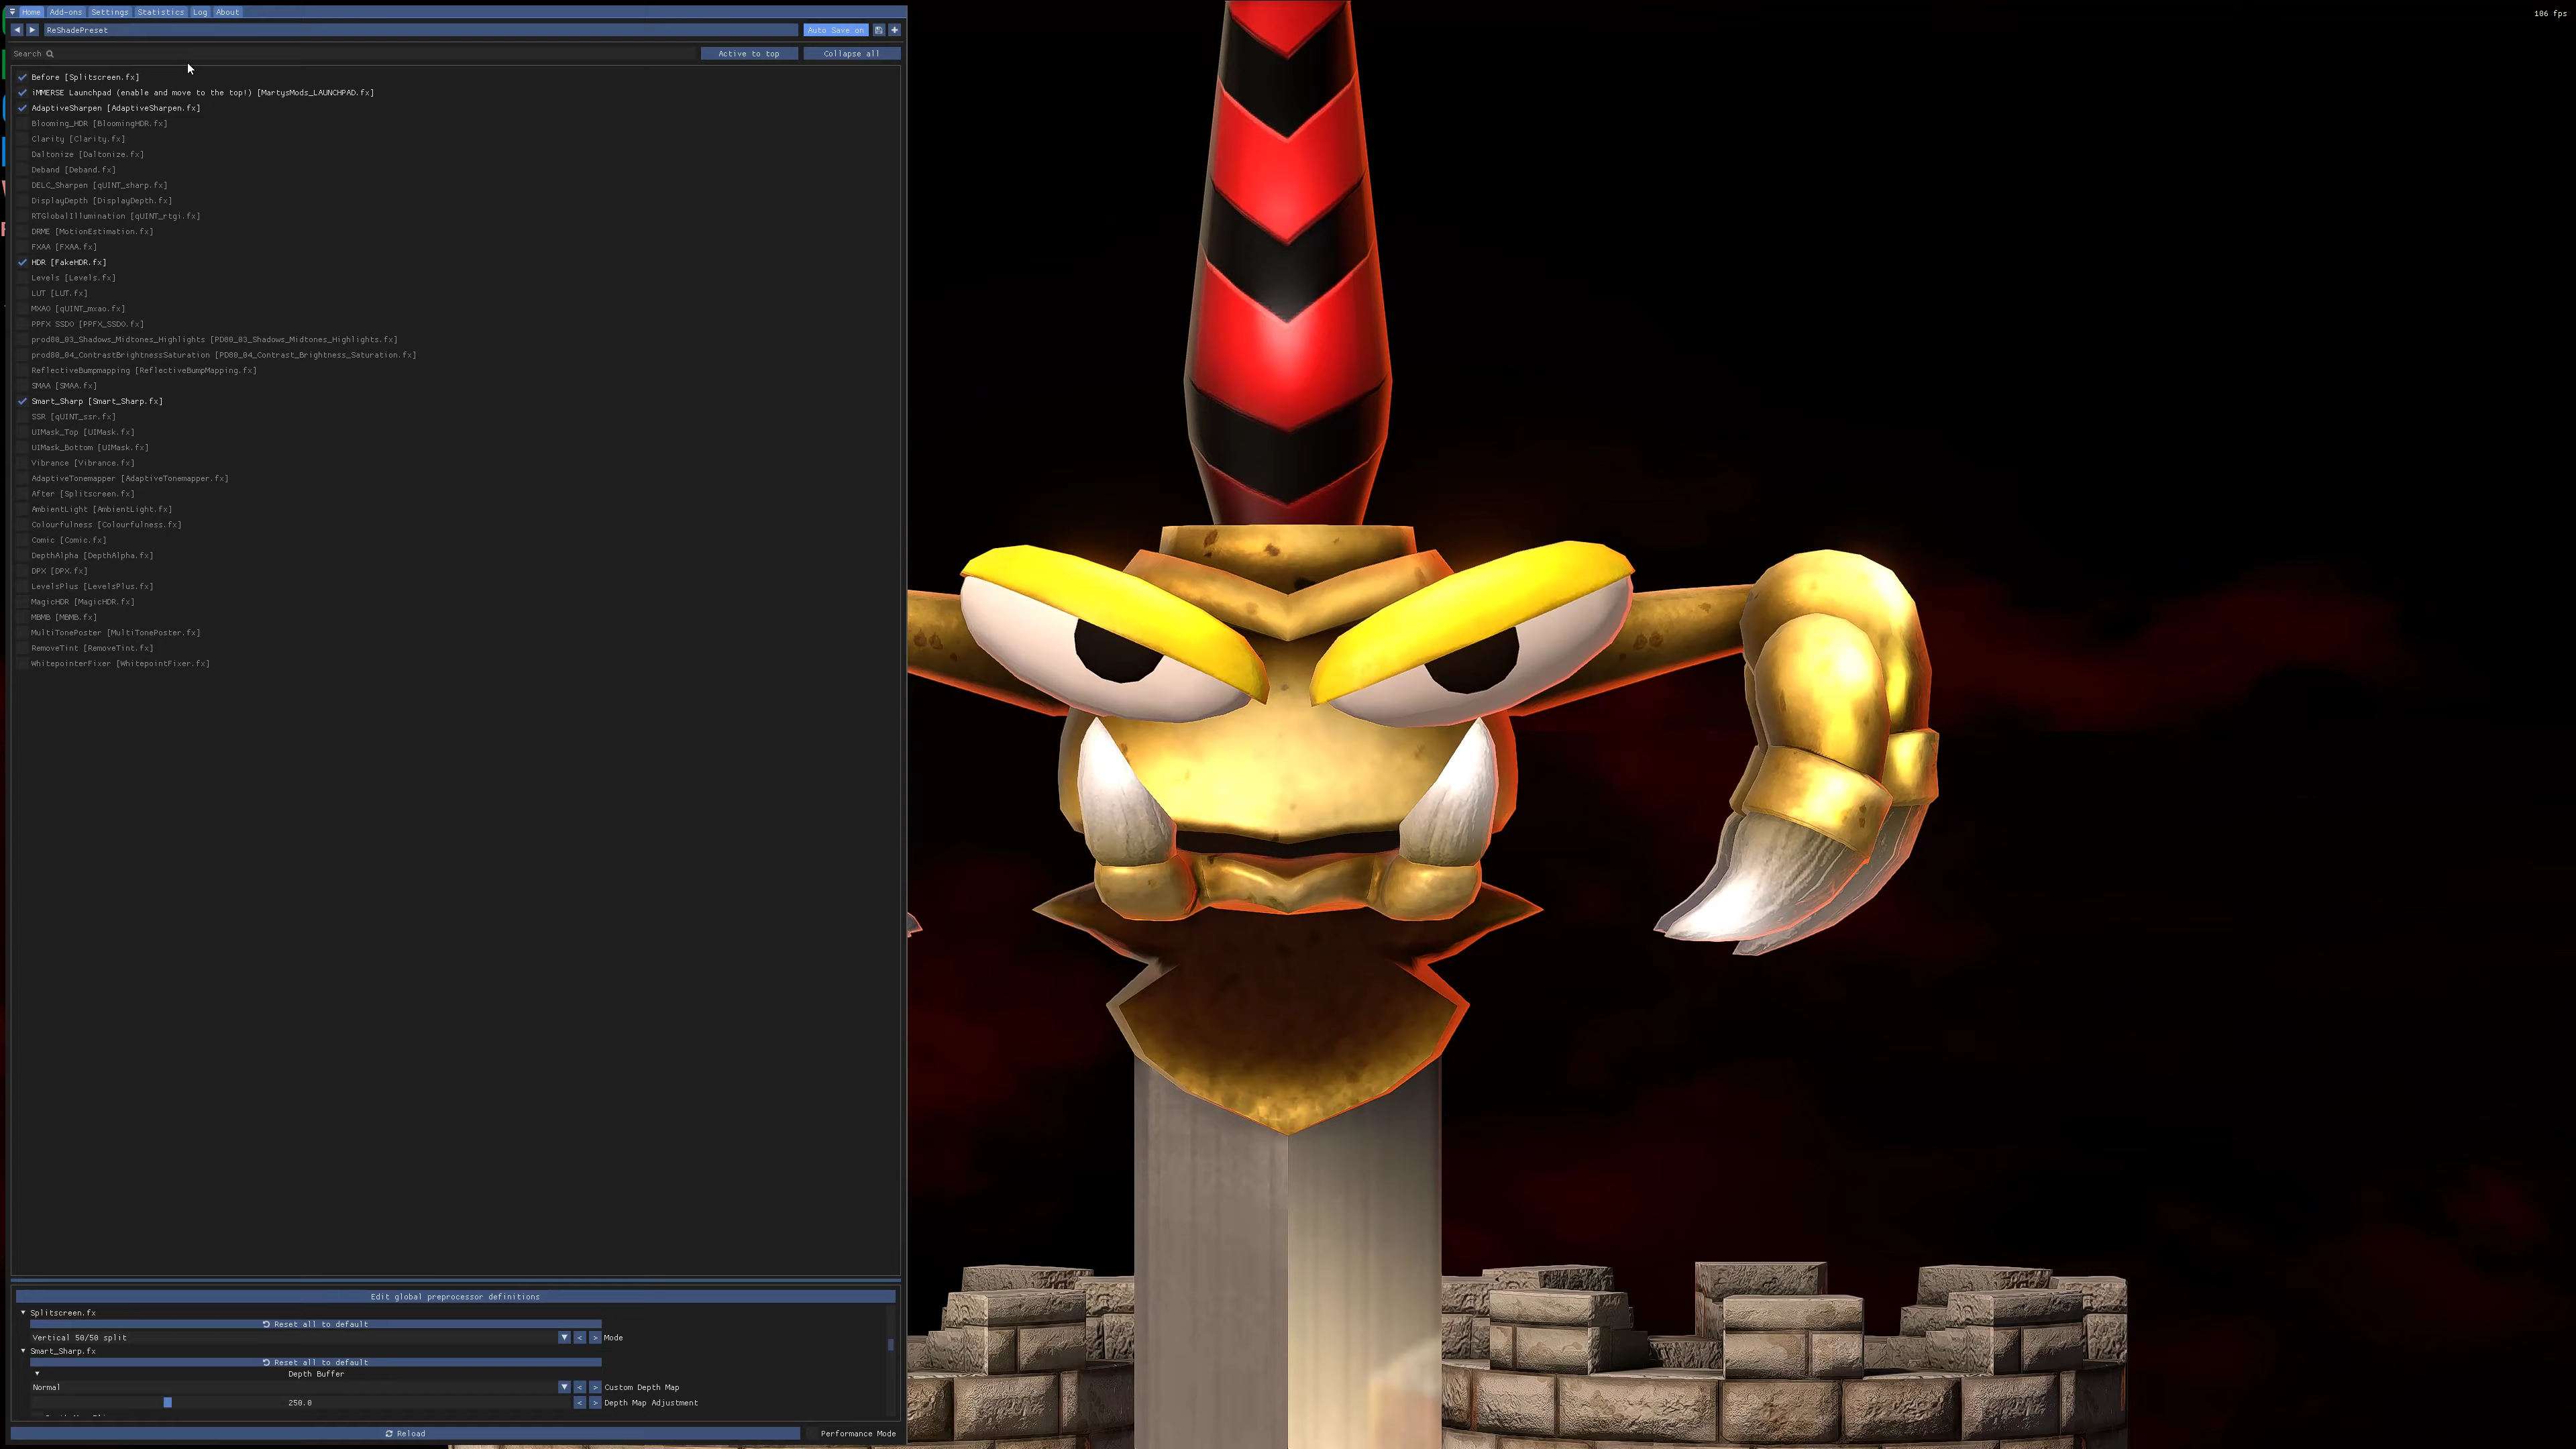 Home Add-ons Settings Statistics Log About
186 fps
ReShadePreset Auto Save on
Search Active to top Collapse all
Before [Splitscreen.fx]
iMMERSE Launchpad (enable and move to the top!) [MartysMods_LAUNCHPAD.fx]
AdaptiveSharpen [AdaptiveSharpen.fx]
Blooming_HDR [BloomingHDR.fx]
Clarity [Clarity.fx]
Daltonize [Daltonize.fx]
Deband [Deband.fx]
DELC_Sharpen [qUINT_sharp.fx]
DisplayDepth [DisplayDepth.fx]
RTGlobalIllumination [qUINT_rtgi.fx]
DRME [MotionEstimation.fx]
FXAA [FXAA.fx]
HDR [FakeHDR.fx]
Levels [Levels.fx]
LUT [LUT.fx]
MXAO [qUINT_mxao.fx]
PPFX SSDO [PPFX_SSDO.fx]
prod80_03_Shadows_Midtones_Highlights [PD80_03_Shadows_Midtones_Highlights.fx]
prod80_04_ContrastBrightnessSaturation [PD80_04_Contrast_Brightness_Saturation.fx]
ReflectiveBumpmapping [ReflectiveBumpMapping.fx]
SMAA [SMAA.fx]
Smart_Sharp [Smart_Sharp.fx]
SSR [qUINT_ssr.fx]
UIMask_Top [UIMask.fx]
UIMask_Bottom [UIMask.fx]
Vibrance [Vibrance.fx]
AdaptiveTonemapper [AdaptiveTonemapper.fx]
After [Splitscreen.fx]
AmbientLight [AmbientLight.fx]
Colourfulness [Colourfulness.fx]
Comic [Comic.fx]
DepthAlpha [DepthAlpha.fx]
DPX [DPX.fx]
LevelsPlus [LevelsPlus.fx]
MagicHDR [MagicHDR.fx]
MBMB [MBMB.fx]
MultiTonePoster [MultiTonePoster.fx]
RemoveTint [RemoveTint.fx]
WhitepointerFixer [WhitepointFixer.fx]
Edit global preprocessor definitions
Splitscreen.fx
Reset all to default
Vertical 50/50 split < > Mode
Smart_Sharp.fx
Reset all to default
Depth Buffer
Normal < > Custom Depth Map
250.0 < > Depth Map Adjustment
Reload Performance Mode